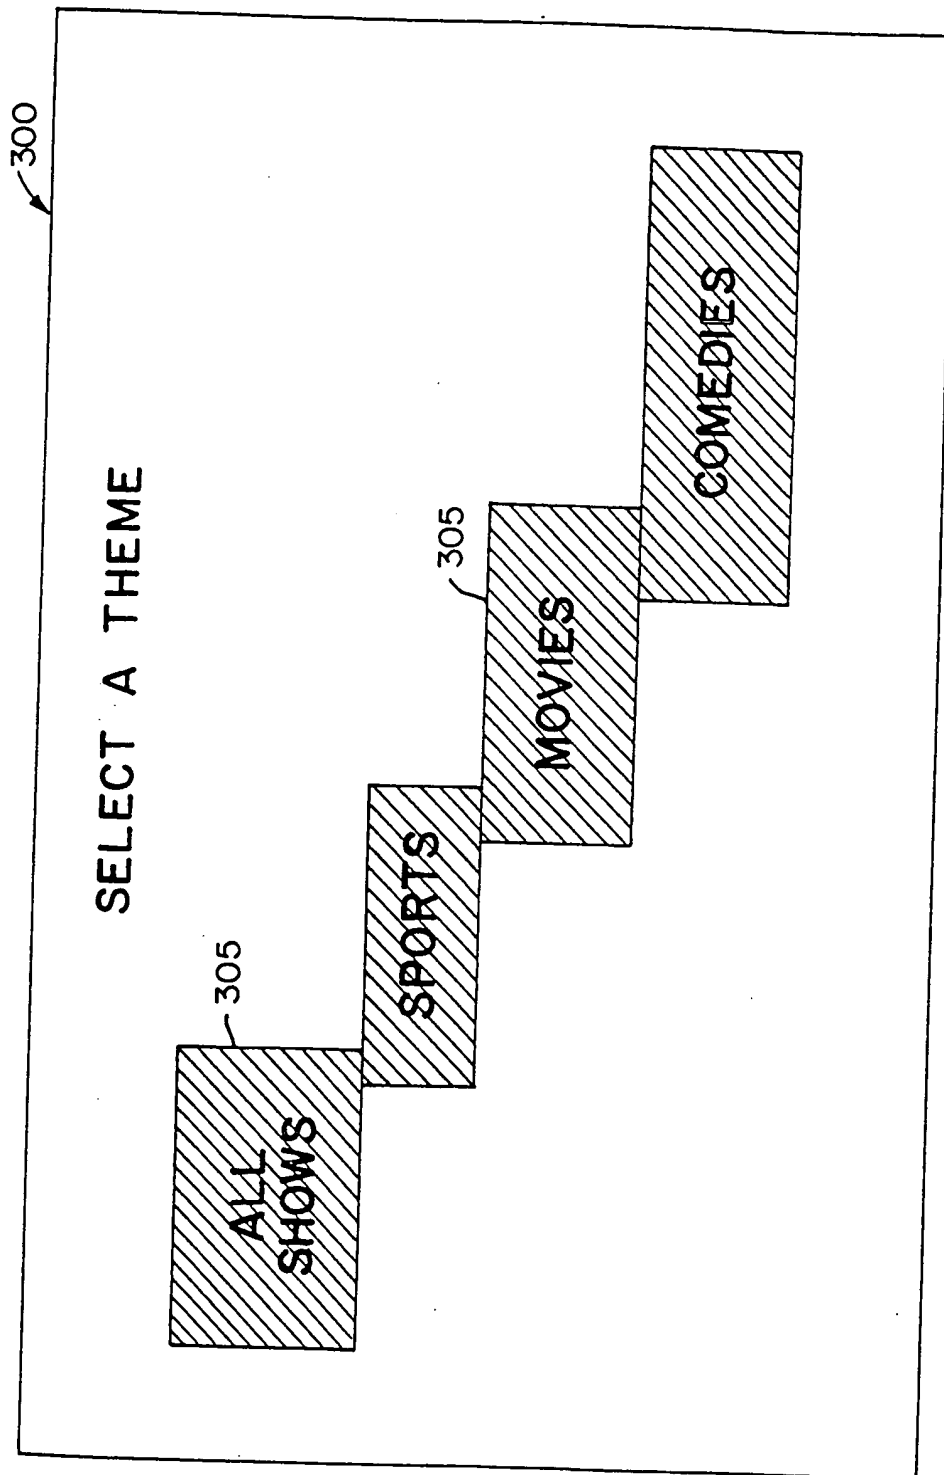 300
SELECT A THEME
305
ALL
SHOWS
SPORTS
305
MOVIES
COMEDIES